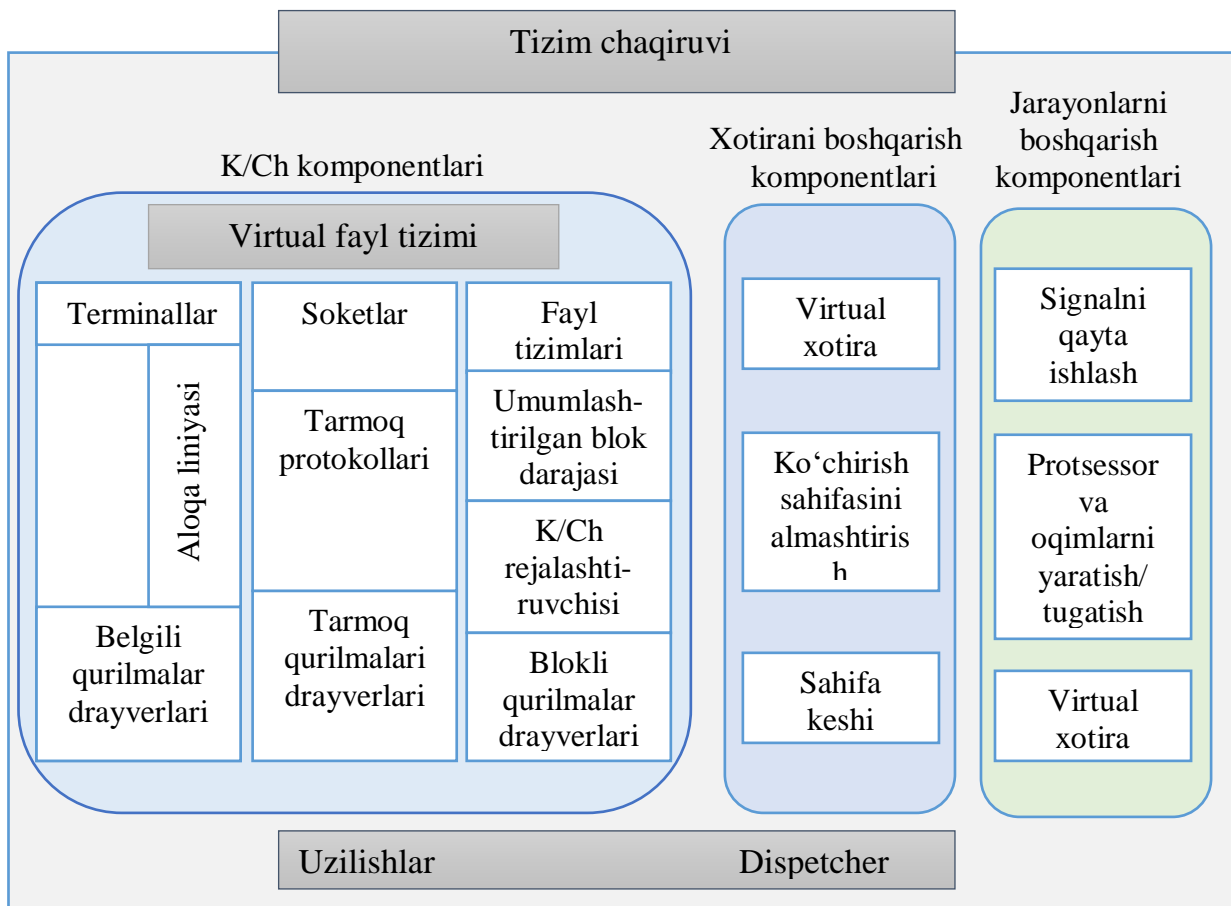 Tizim chaqiruvi
K/Ch komponentlari
Virtual fayl tizimi
Terminallar
Aloqa liniyasi
Belgili
qurilmalar
drayverlari
Soketlar
Tarmoq
protokollari
Tarmoq
qurilmalari
drayverlari
Fayl
tizimlari
Umumlash-
tirilgan blok
darajasi
K/Ch
rejalashti-
ruvchisi
Blokli
qurilmalar
drayverlari
Xotirani boshqarish
komponentlari
Virtual
xotira
Ko‘chirish
sahifasini
almashtiris
h
Sahifa
keshi
Jarayonlarni
boshqarish
komponentlari
Signalni
qayta
ishlash
Protsessor
va
oqimlarni
yaratish/
tugatish
Virtual
xotira
Uzilishlar Dispetcher